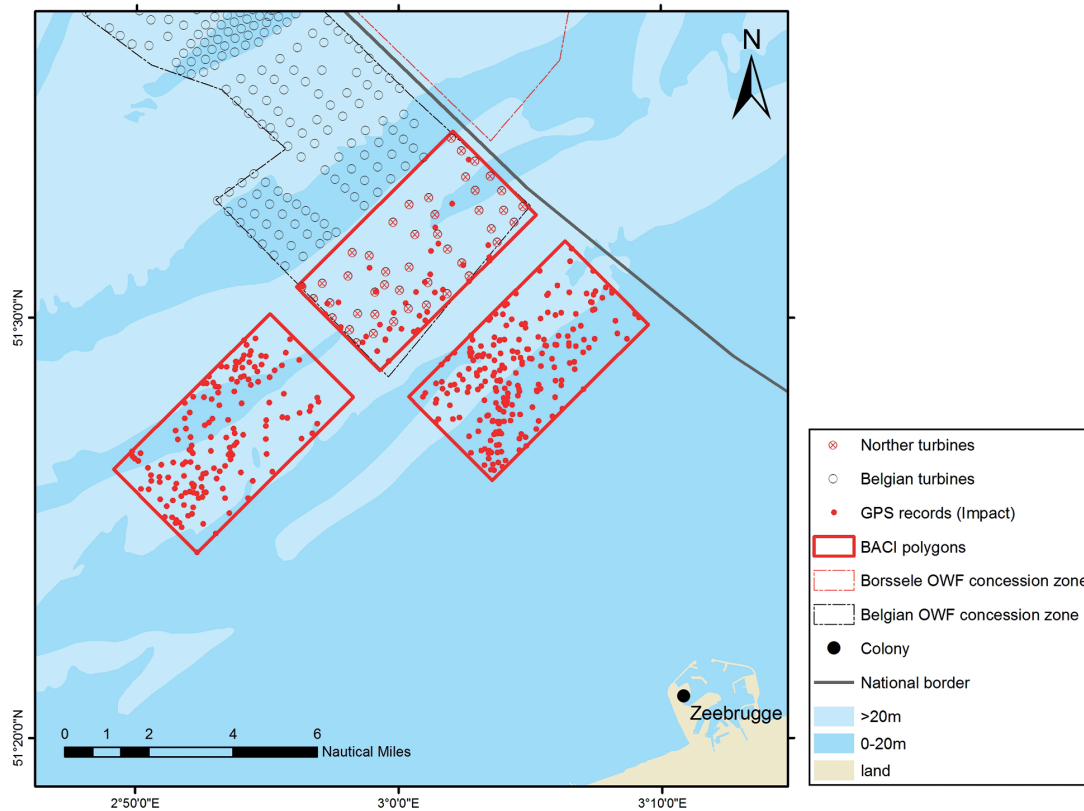 N
51°30'0"N
51°20'0"N
Zeebrugge
0 1 2 4 6
Nautical Miles
2°50'0"E 3°0'0"E 3°10'0"E
Norther turbines
Belgian turbines
GPS records (Impact)
BACI polygons
Borssele OWF concession zone
Belgian OWF concession zone
Colony
National border
>20m
0-20m
land